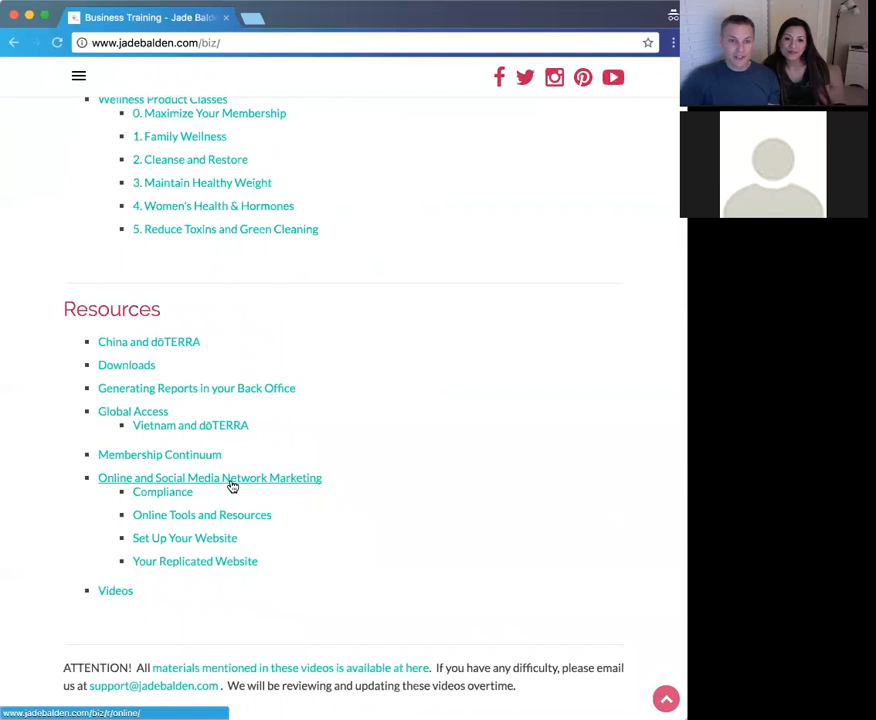 Business Training - Jade Bald
www.jadebalden.com/biz/
Wellness Product Classes
0. Maximize Your Membership
1. Family Wellness
2. Cleanse and Restore
3. Maintain Healthy Weight
4. Women's Health & Hormones
5. Reduce Toxins and Green Cleaning
Resources
China and dōTERRA
Downloads
Generating Reports in your Back Office
Global Access
Vietnam and dōTERRA
Membership Continuum
Online and Social Media Network Marketing
Compliance
Online Tools and Resources
Set Up Your Website
Your Replicated Website
Videos
ATTENTION! All materials mentioned in these videos is available at here. If you have any difficulty, please email
us at support@jadebalden.com . We will be reviewing and updating these videos overtime.
www.jadebalden.com/biz/r/online/